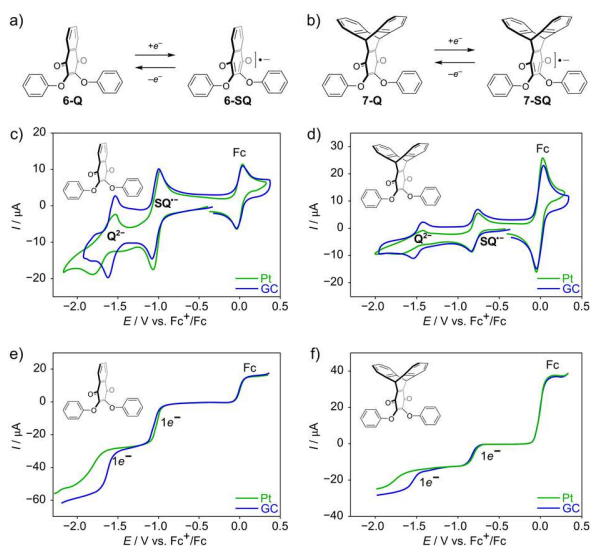 a)
+e⁻
−e⁻
O
O
O
O
O
O
O
O
6-Q
6-SQ
]•−
b)
+e⁻
−e⁻
O
O
O
O
O
O
O
O
7-Q
7-SQ
]•−
c)
20
10
0
−10
−20
I / µA
Fc
SQ•−
Q²⁻
Pt
GC
−2.0 −1.5 −1.0 −0.5 0.0 0.5
E / V vs. Fc⁺/Fc
d)
30
20
10
0
−10
−20
I / µA
Fc
Q²⁻
SQ•−
Pt
GC
−2.0 −1.5 −1.0 −0.5 0.0 0.5
E / V vs. Fc⁺/Fc
e)
20
0
−20
−40
−60
I / µA
Fc
1e⁻
1e⁻
Pt
GC
−2.0 −1.5 −1.0 −0.5 0.0 0.5
E / V vs. Fc⁺/Fc
f)
40
20
0
−20
−40
I / µA
Fc
1e⁻
1e⁻
Pt
GC
−2.0 −1.5 −1.0 −0.5 0.0 0.5
E / V vs. Fc⁺/Fc